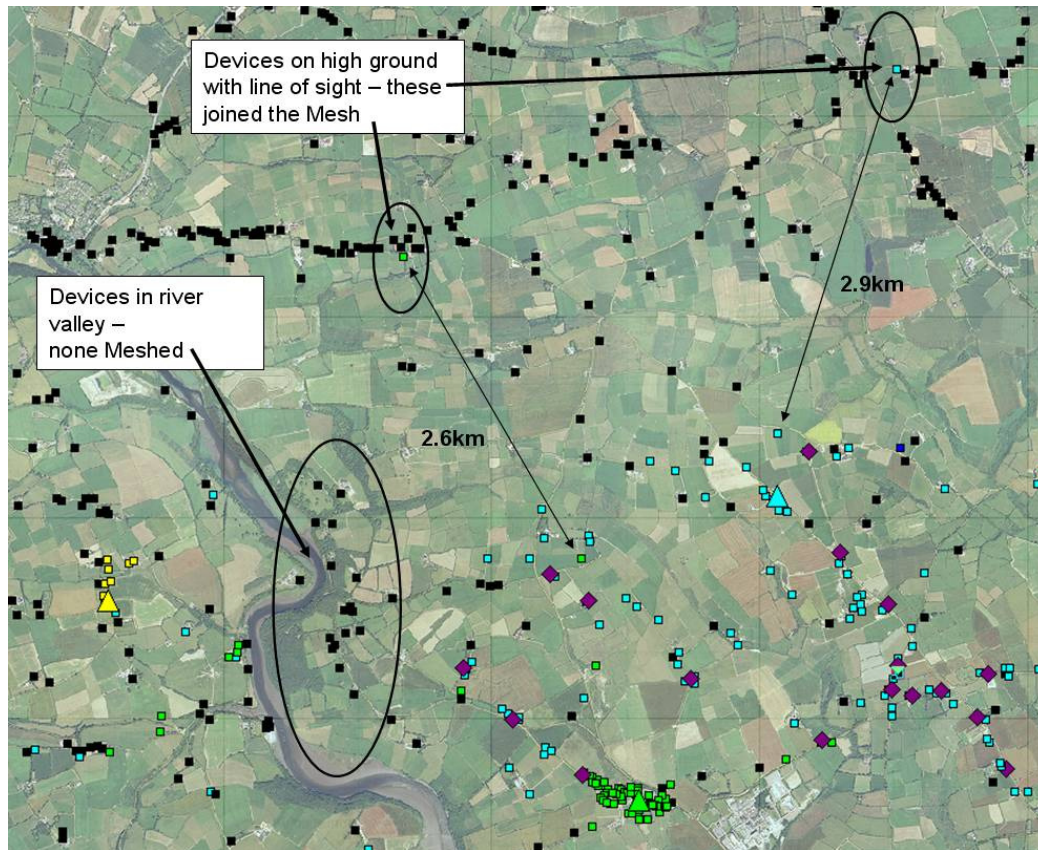 Devices on high ground
with line of sight – these
joined the Mesh
2.9km
Devices in river
valley –
none Meshed
2.6km